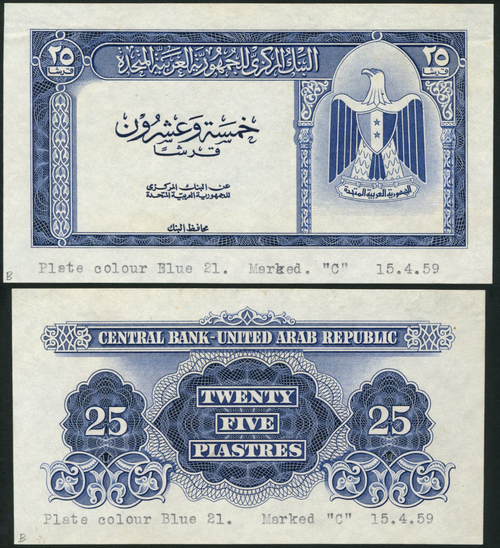 ٢٥ البنك المركزي للجمهورية العربية المتحدة ٢٥
قرشا قرشا
خمسة وعشرون
قرشًا
عن البنك المركزي
للجمهورية العربية المتحدة
محافظ البنك
الجمهورية العربية المتحدة
B Plate colour Blue 21. Marked. "C" 15.4.59
CENTRAL BANK-UNITED ARAB REPUBLIC
25 TWENTY 25
FIVE
PIASTRES
Plate colour Blue 21. Marked "C" 15.4.59
B